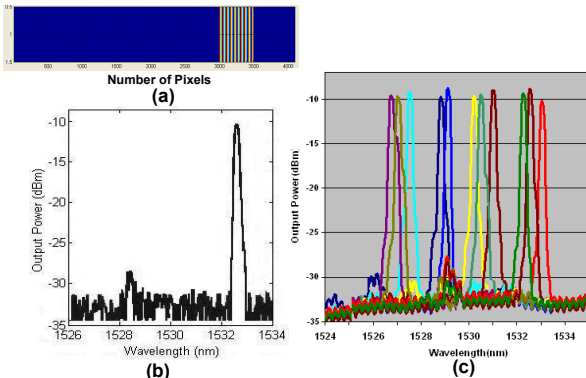 0.5
1
1.5
500 1000 1500 2000 2500 3000 3500 4000
Number of Pixels
(a)
-10
-15
-20
-25
-30
-35
Output Power (dBm)
1526 1528 1530 1532 1534
Wavelength (nm)
(b)
-10
-15
-20
-25
-30
-35
Output Power (dBm)
1524 1526 1528 1530 1532 1534
Wavelength(nm)
(c)